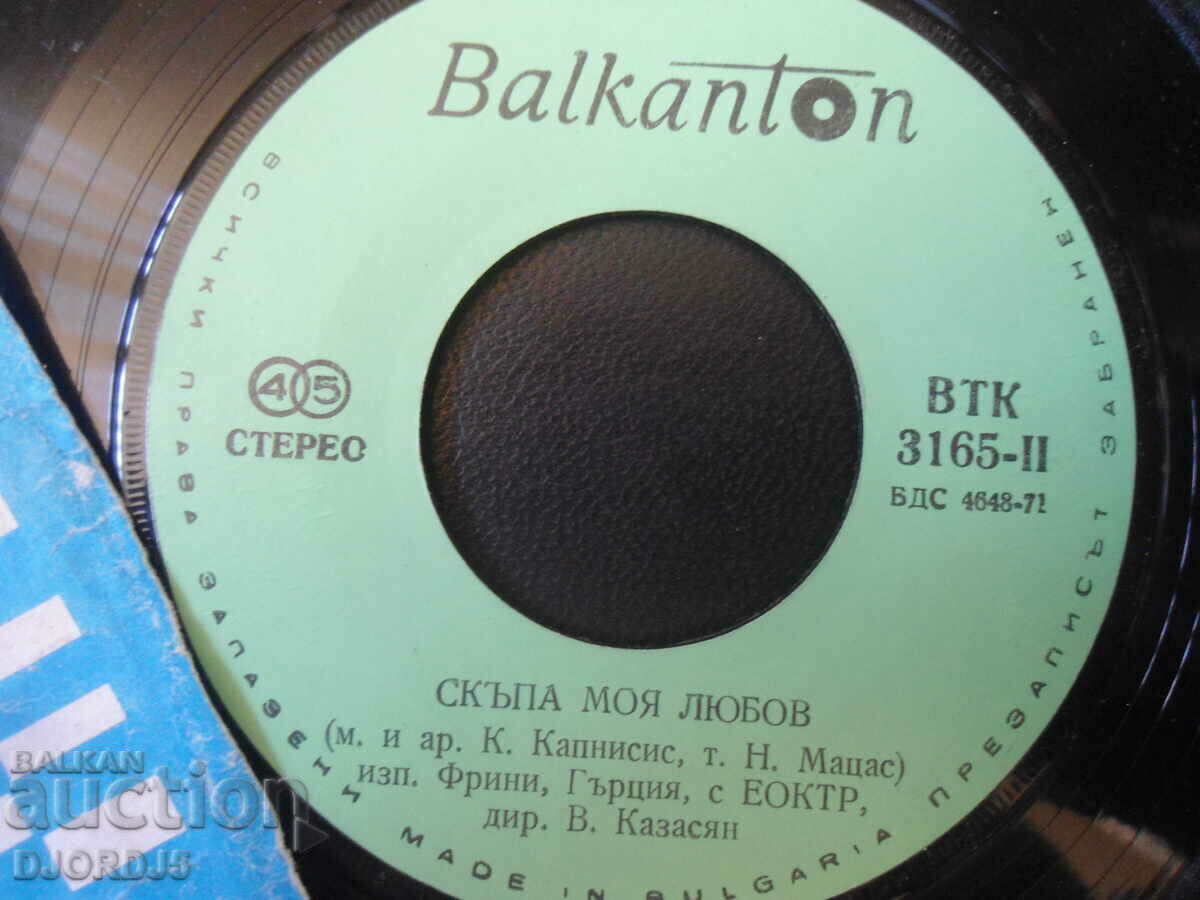 Balkanton
ВСИЧКИ ПРАВА ЗАПАЗЕНИ
MADE IN BULGARIA
ПРЕЗАПИСЪТ ЗАБРАНЕН
45
СТЕРЕО
ВТК
3165-II
БДС 4648-71
СКЪПА МОЯ ЛЮБОВ
(м. и ар. К. Капнисис, т. Н. Мацас)
изп. Фрини, Гърция, с ЕОКТР,
дир. В. Казасян
BALKAN
auction
DJORDJ5